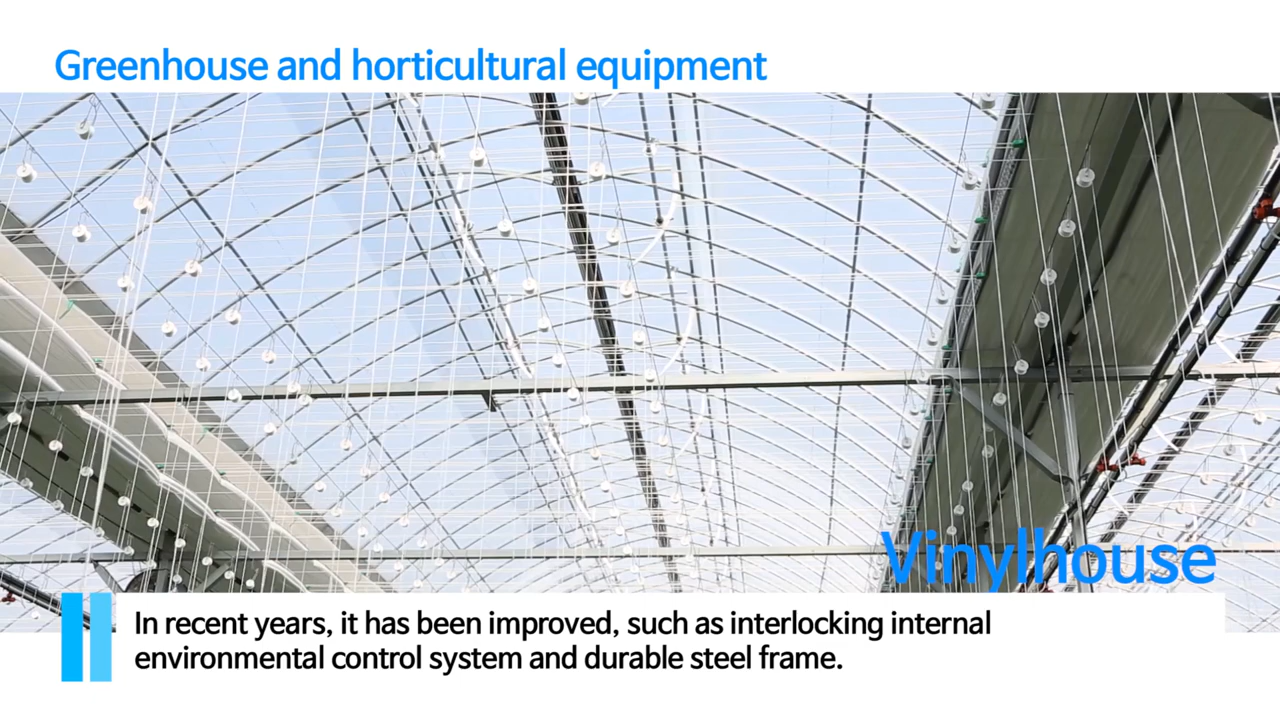 Greenhouse and horticultural equipment
Vinylhouse
In recent years, it has been improved, such as interlocking internal
environmental control system and durable steel frame.